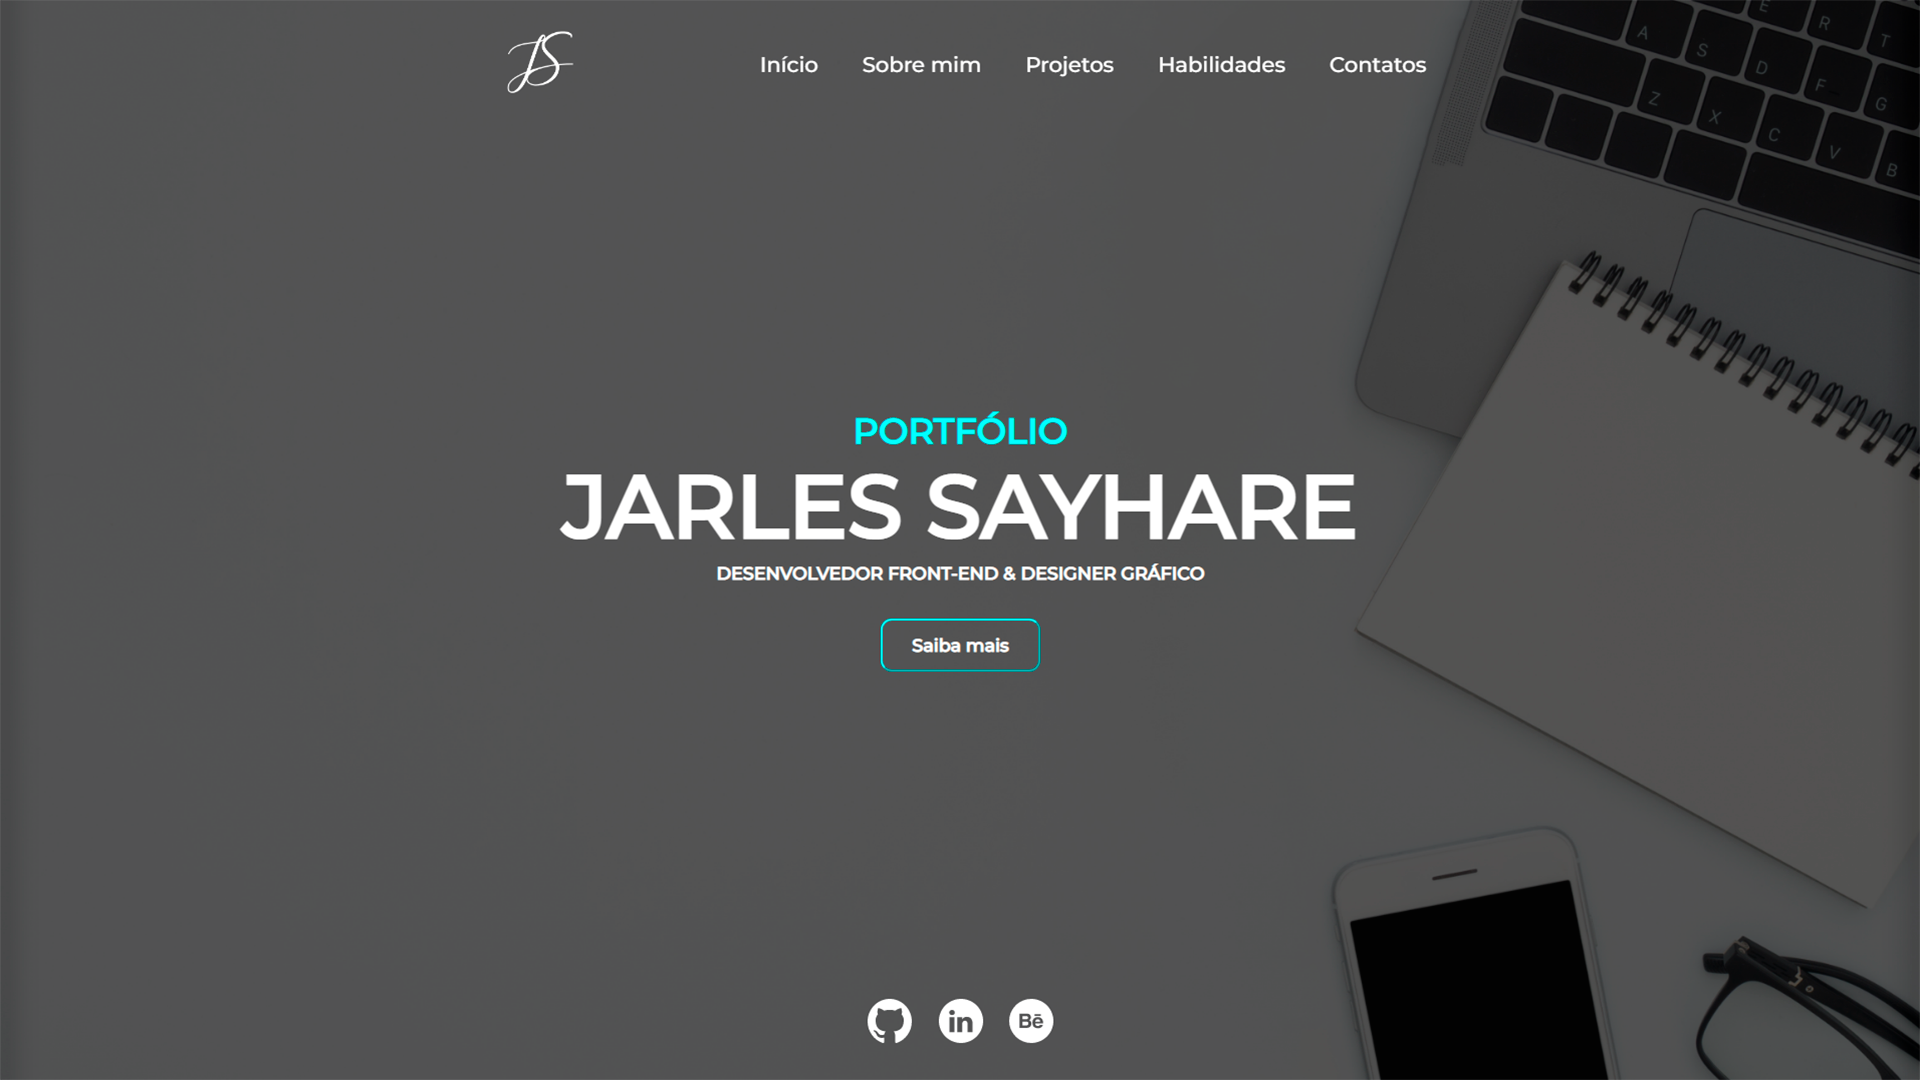 JS
Início Sobre mim Projetos Habilidades Contatos
E R T
A S D F G
Z X C V B
PORTFÓLIO
JARLES SAYHARE
DESENVOLVEDOR FRONT-END & DESIGNER GRÁFICO
Saiba mais
in Bē